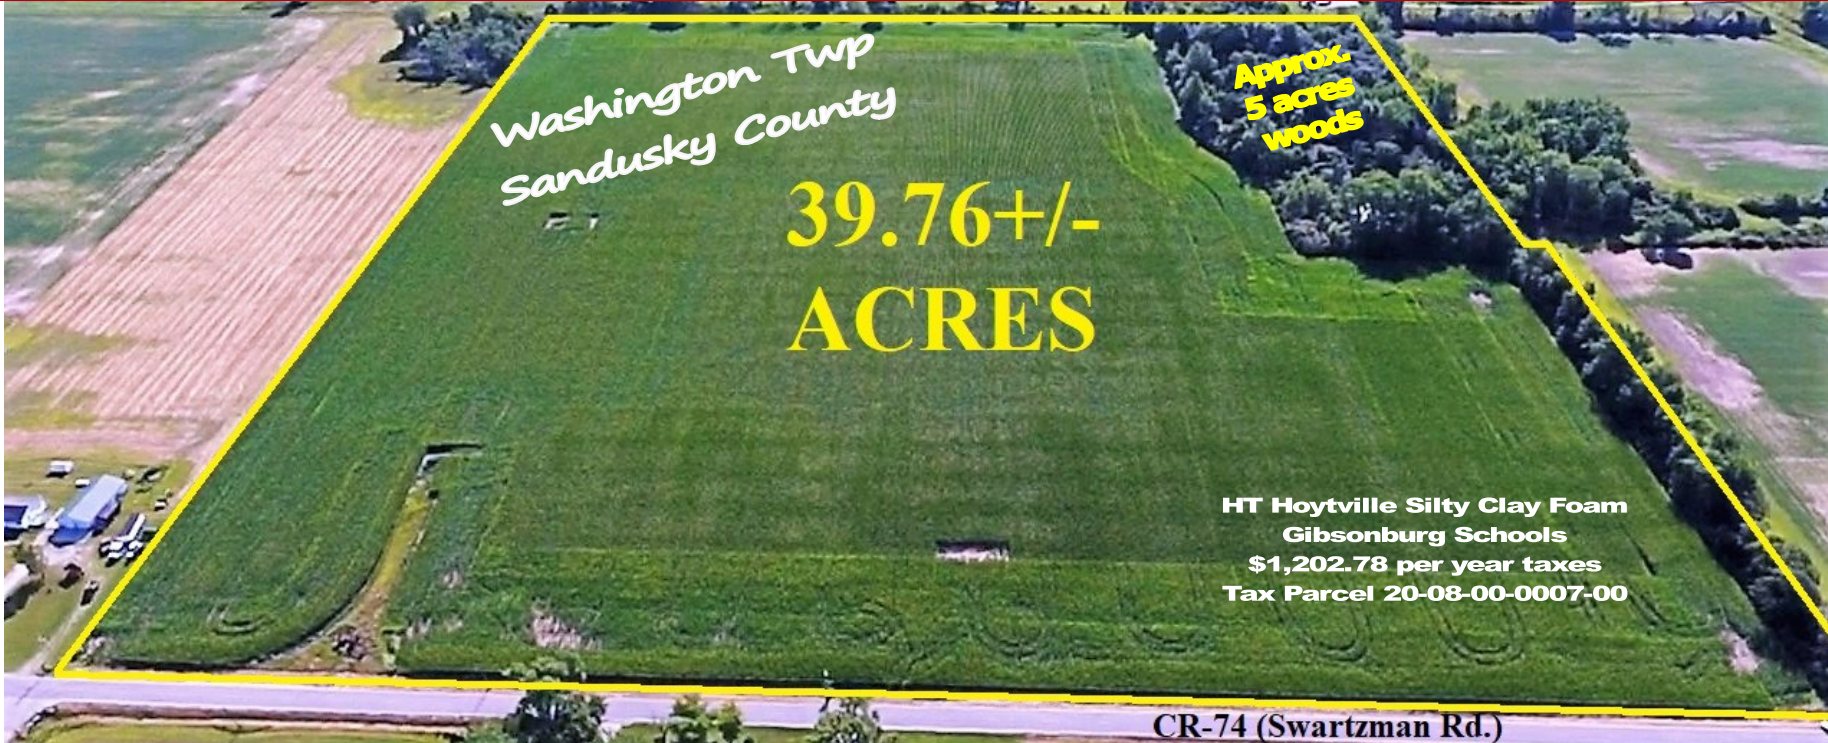 Washington Twp
Sandusky County
Approx.
5 acres
woods
39.76+/-
ACRES
HT Hoytville Silty Clay Foam
Gibsonburg Schools
$1,202.78 per year taxes
Tax Parcel 20-08-00-0007-00
CR-74 (Swartzman Rd.)